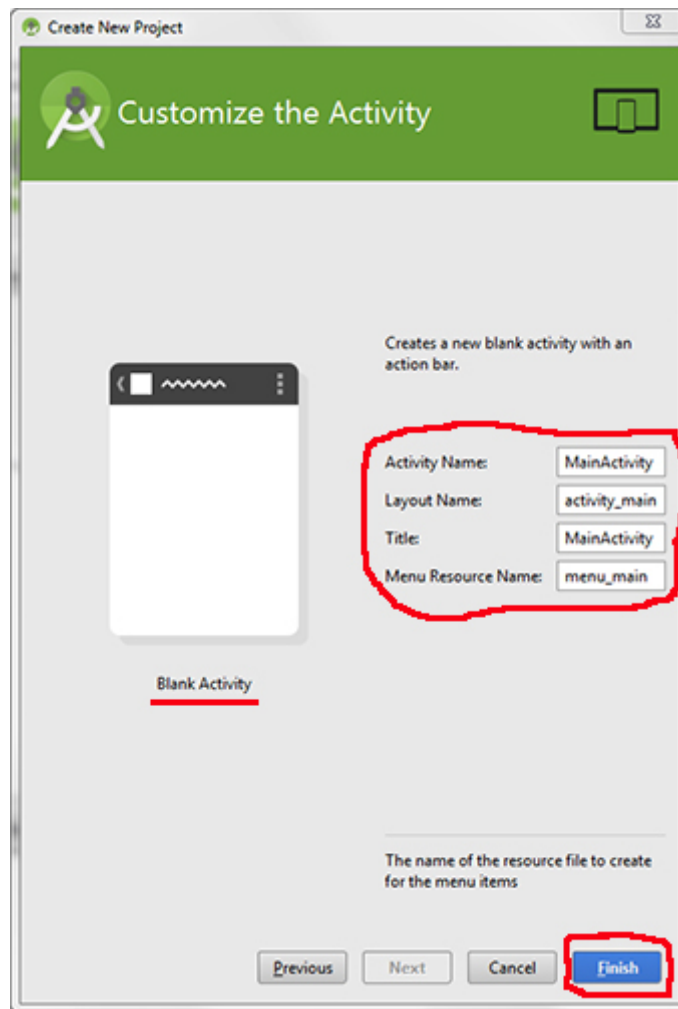 Create New Project
Customize the Activity
Creates a new blank activity with an
action bar.
Activity Name: MainActivity
Layout Name: activity_main
Title: MainActivity
Menu Resource Name: menu_main
Blank Activity
The name of the resource file to create
for the menu items
Previous Next Cancel Finish